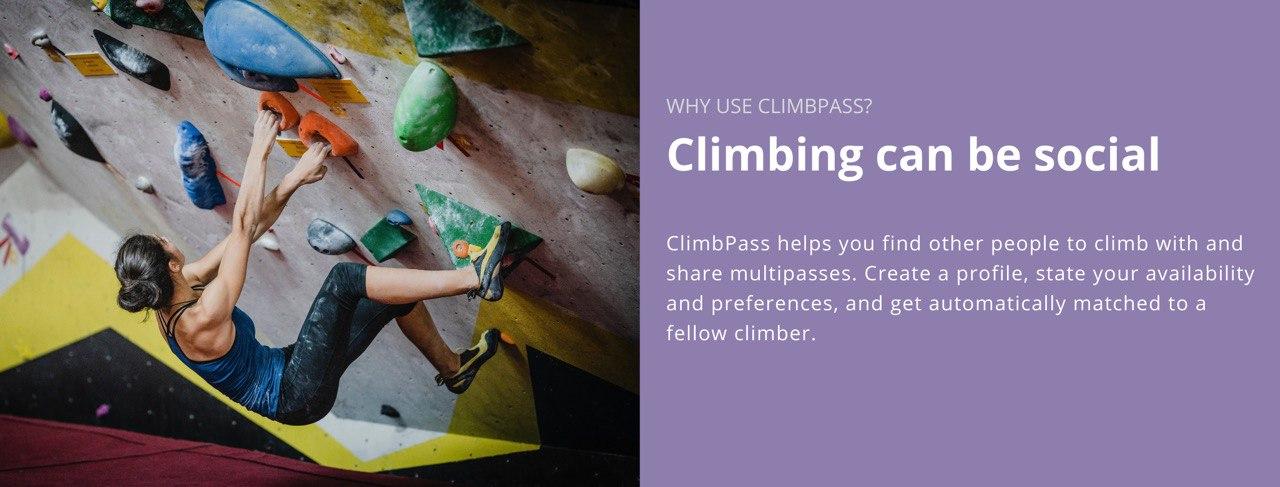 WHY USE CLIMBPASS?
Climbing can be social
ClimbPass helps you find other people to climb with and
share multipasses. Create a profile, state your availability
and preferences, and get automatically matched to a
fellow climber.